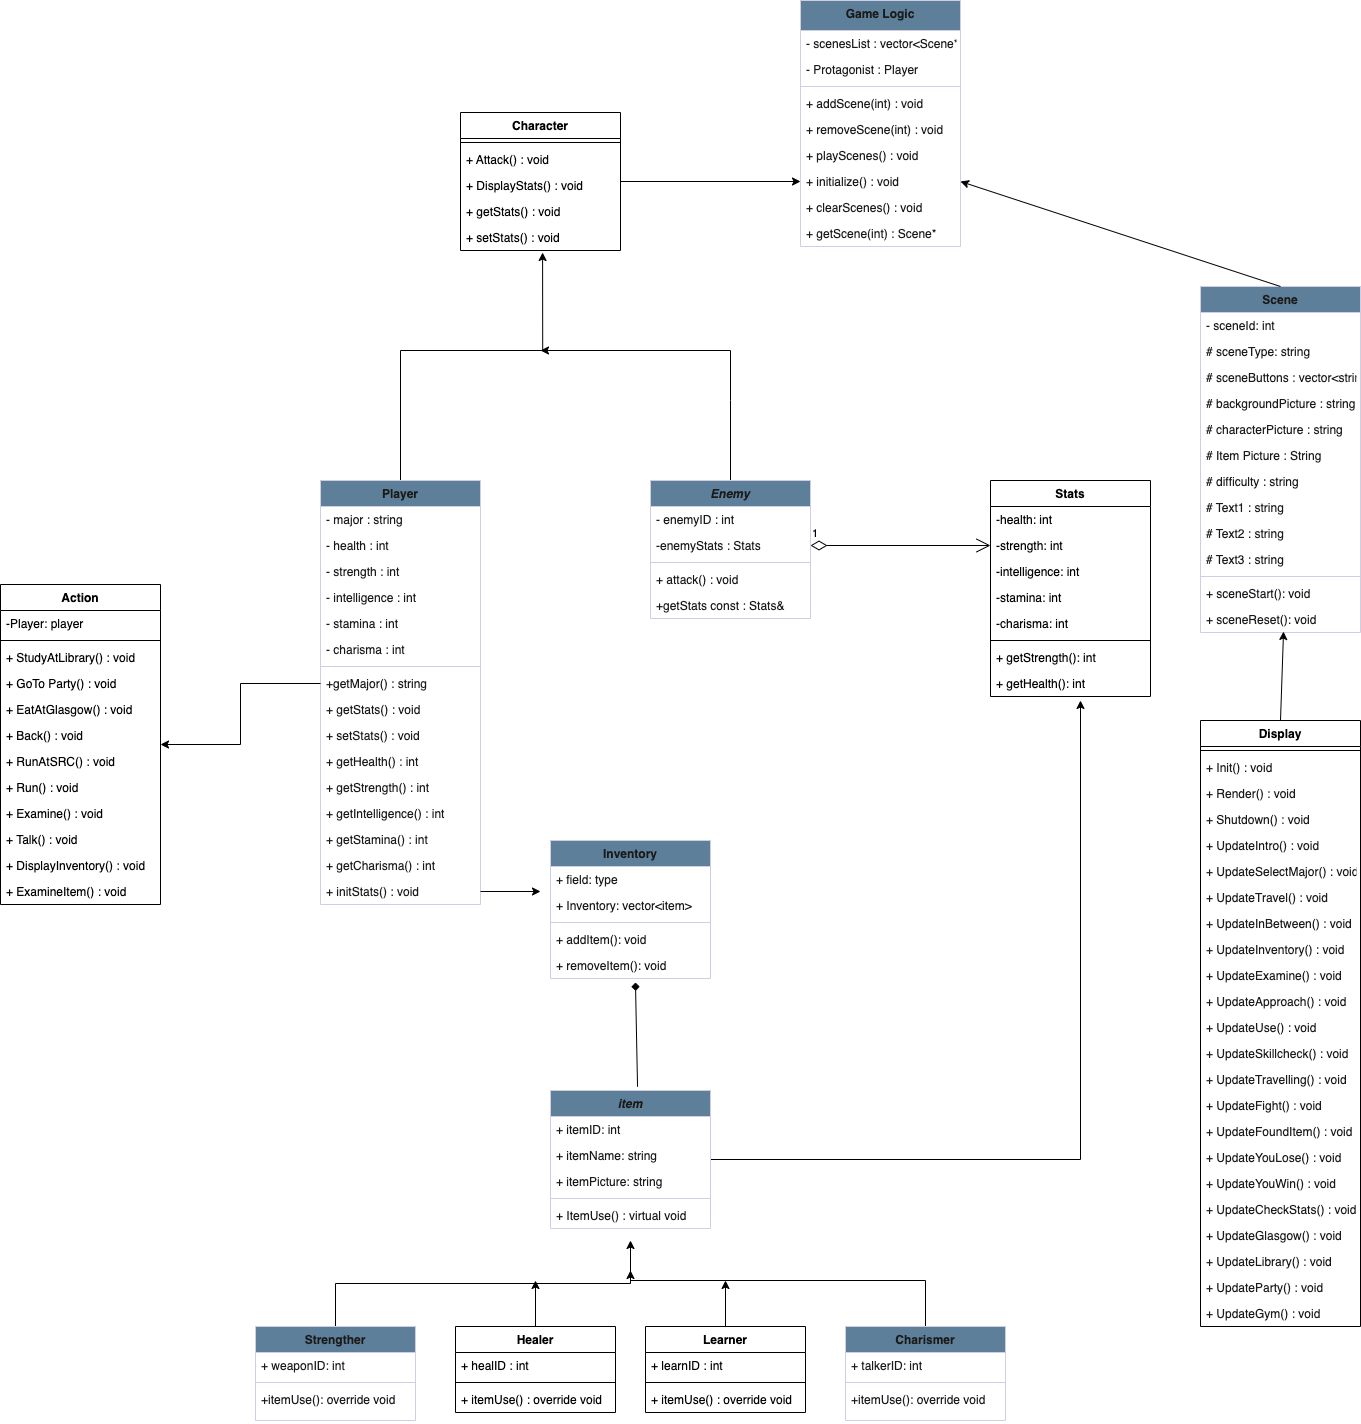 Game Logic
- scenesList : vector<Scene*
- Protagonist : Player
+ addScene(int) : void
+ removeScene(int) : void
+ playScenes() : void
+ initialize() : void
+ clearScenes() : void
+ getScene(int) : Scene*
Character
+ Attack() : void
+ DisplayStats() : void
+ getStats() : void
+ setStats() : void
Scene
- sceneId: int
# sceneType: string
# sceneButtons : vector<stri
# backgroundPicture : string
# characterPicture : string
# Item Picture : String
# difficulty : string
# Text1 : string
# Text2 : string
# Text3 : string
+ sceneStart(): void
+ sceneReset(): void
Player
- major : string
- health : int
- strength : int
- intelligence : int
- stamina : int
- charisma : int
+getMajor() : string
+ getStats() : void
+ setStats() : void
+ getHealth() : int
+ getStrength() : int
+ getIntelligence() : int
+ getStamina() : int
+ getCharisma() : int
+ initStats() : void
Enemy
- enemyID : int
-enemyStats : Stats
+ attack() : void
+getStats const : Stats&
1
Stats
-health: int
-strength: int
-intelligence: int
-stamina: int
-charisma: int
+ getStrength(): int
+ getHealth(): int
Action
-Player: player
+ StudyAtLibrary() : void
+ GoTo Party() : void
+ EatAtGlasgow() : void
+ Back() : void
+ RunAtSRC() : void
+ Run() : void
+ Examine() : void
+ Talk() : void
+ DisplayInventory() : void
+ ExamineItem() : void
Display
+ Init() : void
+ Render() : void
+ Shutdown() : void
+ UpdateIntro() : void
+ UpdateSelectMajor() : void
+ UpdateTravel() : void
+ UpdateInBetween() : void
+ UpdateInventory() : void
+ UpdateExamine() : void
+ UpdateApproach() : void
+ UpdateUse() : void
+ UpdateSkillcheck() : void
+ UpdateTravelling() : void
+ UpdateFight() : void
+ UpdateFoundItem() : void
+ UpdateYouLose() : void
+ UpdateYouWin() : void
+ UpdateCheckStats() : void
+ UpdateGlasgow() : void
+ UpdateLibrary() : void
+ UpdateParty() : void
+ UpdateGym() : void
Inventory
+ field: type
+ Inventory: vector<item>
+ addItem(): void
+ removeItem(): void
item
+ itemID: int
+ itemName: string
+ itemPicture: string
+ ItemUse() : virtual void
Strengther
+ weaponID: int
+itemUse(): override void
Healer
+ healID : int
+ itemUse() : override void
Learner
+ learnID : int
+ itemUse() : override void
Charismer
+ talkerID: int
+itemUse(): override void